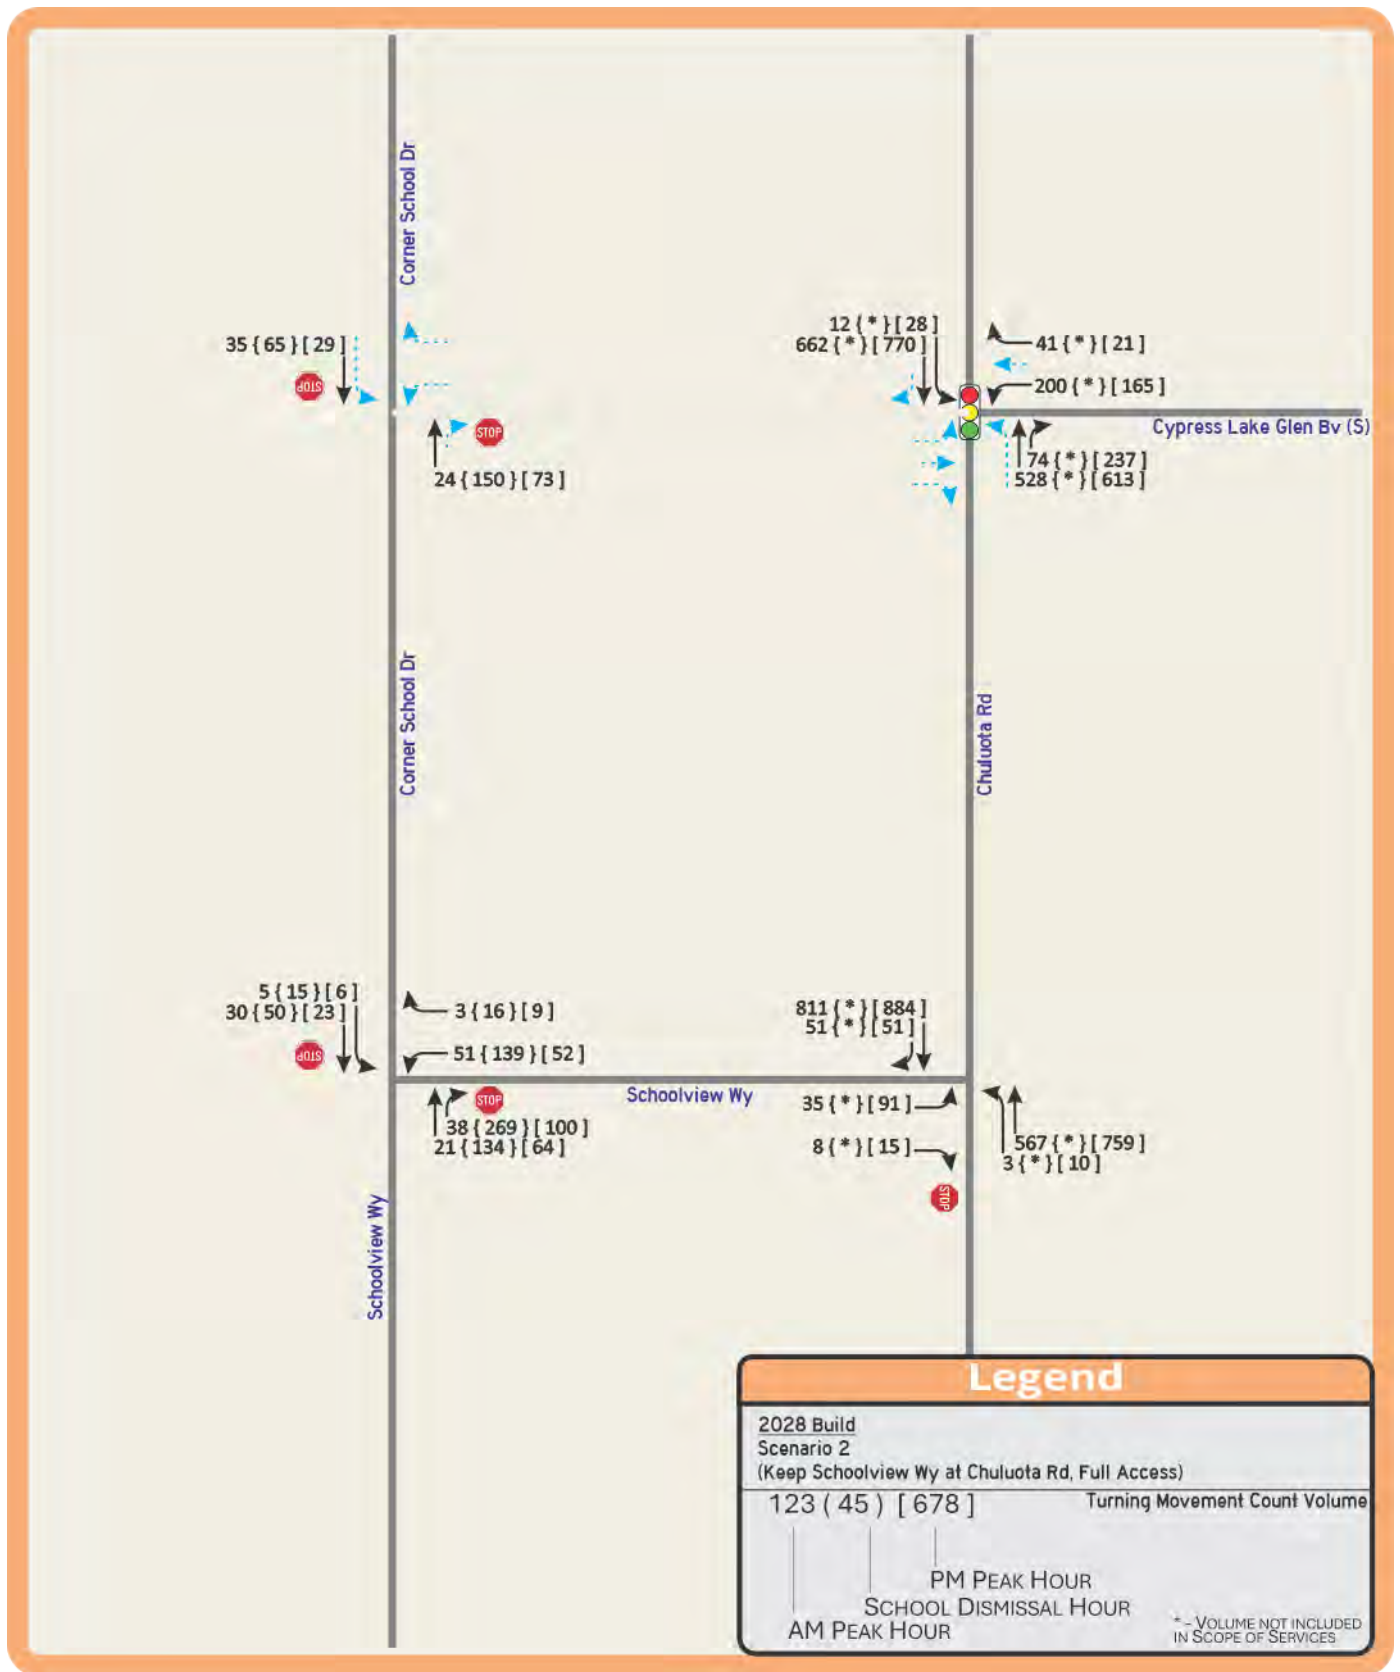 Corner School Dr
35 { 65 } [ 29 ]
STOP
12 { * } [ 28 ]
662 { * } [ 770 ]
41 { * } [ 21 ]
200 { * } [ 165 ]
Cypress Lake Glen Bv (S)
STOP
24 { 150 } [ 73 ]
74 { * } [ 237 ]
528 { * } [ 613 ]
Corner School Dr
Chuluota Rd
5 { 15 } [ 6 ]
30 { 50 } [ 23 ]
STOP
3 { 16 } [ 9 ]
51 { 139 } [ 52 ]
811 { * } [ 884 ]
51 { * } [ 51 ]
STOP
38 { 269 } [ 100 ]
21 { 134 } [ 64 ]
Schoolview Wy
35 { * } [ 91 ]
8 { * } [ 15 ]
STOP
567 { * } [ 759 ]
3 { * } [ 10 ]
Schoolview Wy
Legend
2028 Build
Scenario 2
(Keep Schoolview Wy at Chuluota Rd, Full Access)
123 ( 45 ) [ 678 ]
Turning Movement Count Volume
PM PEAK HOUR
SCHOOL DISMISSAL HOUR
AM PEAK HOUR
* - VOLUME NOT INCLUDED
IN SCOPE OF SERVICES